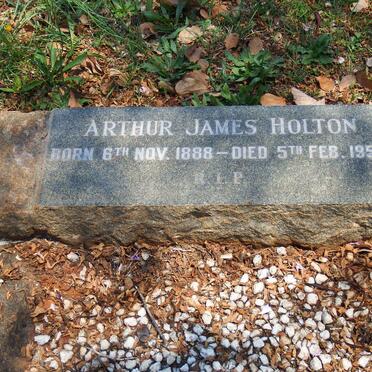 ARTHUR JAMES HOLTON
BORN 6TH NOV. 1888 – DIED 5TH FEB. 195
R.I.P.